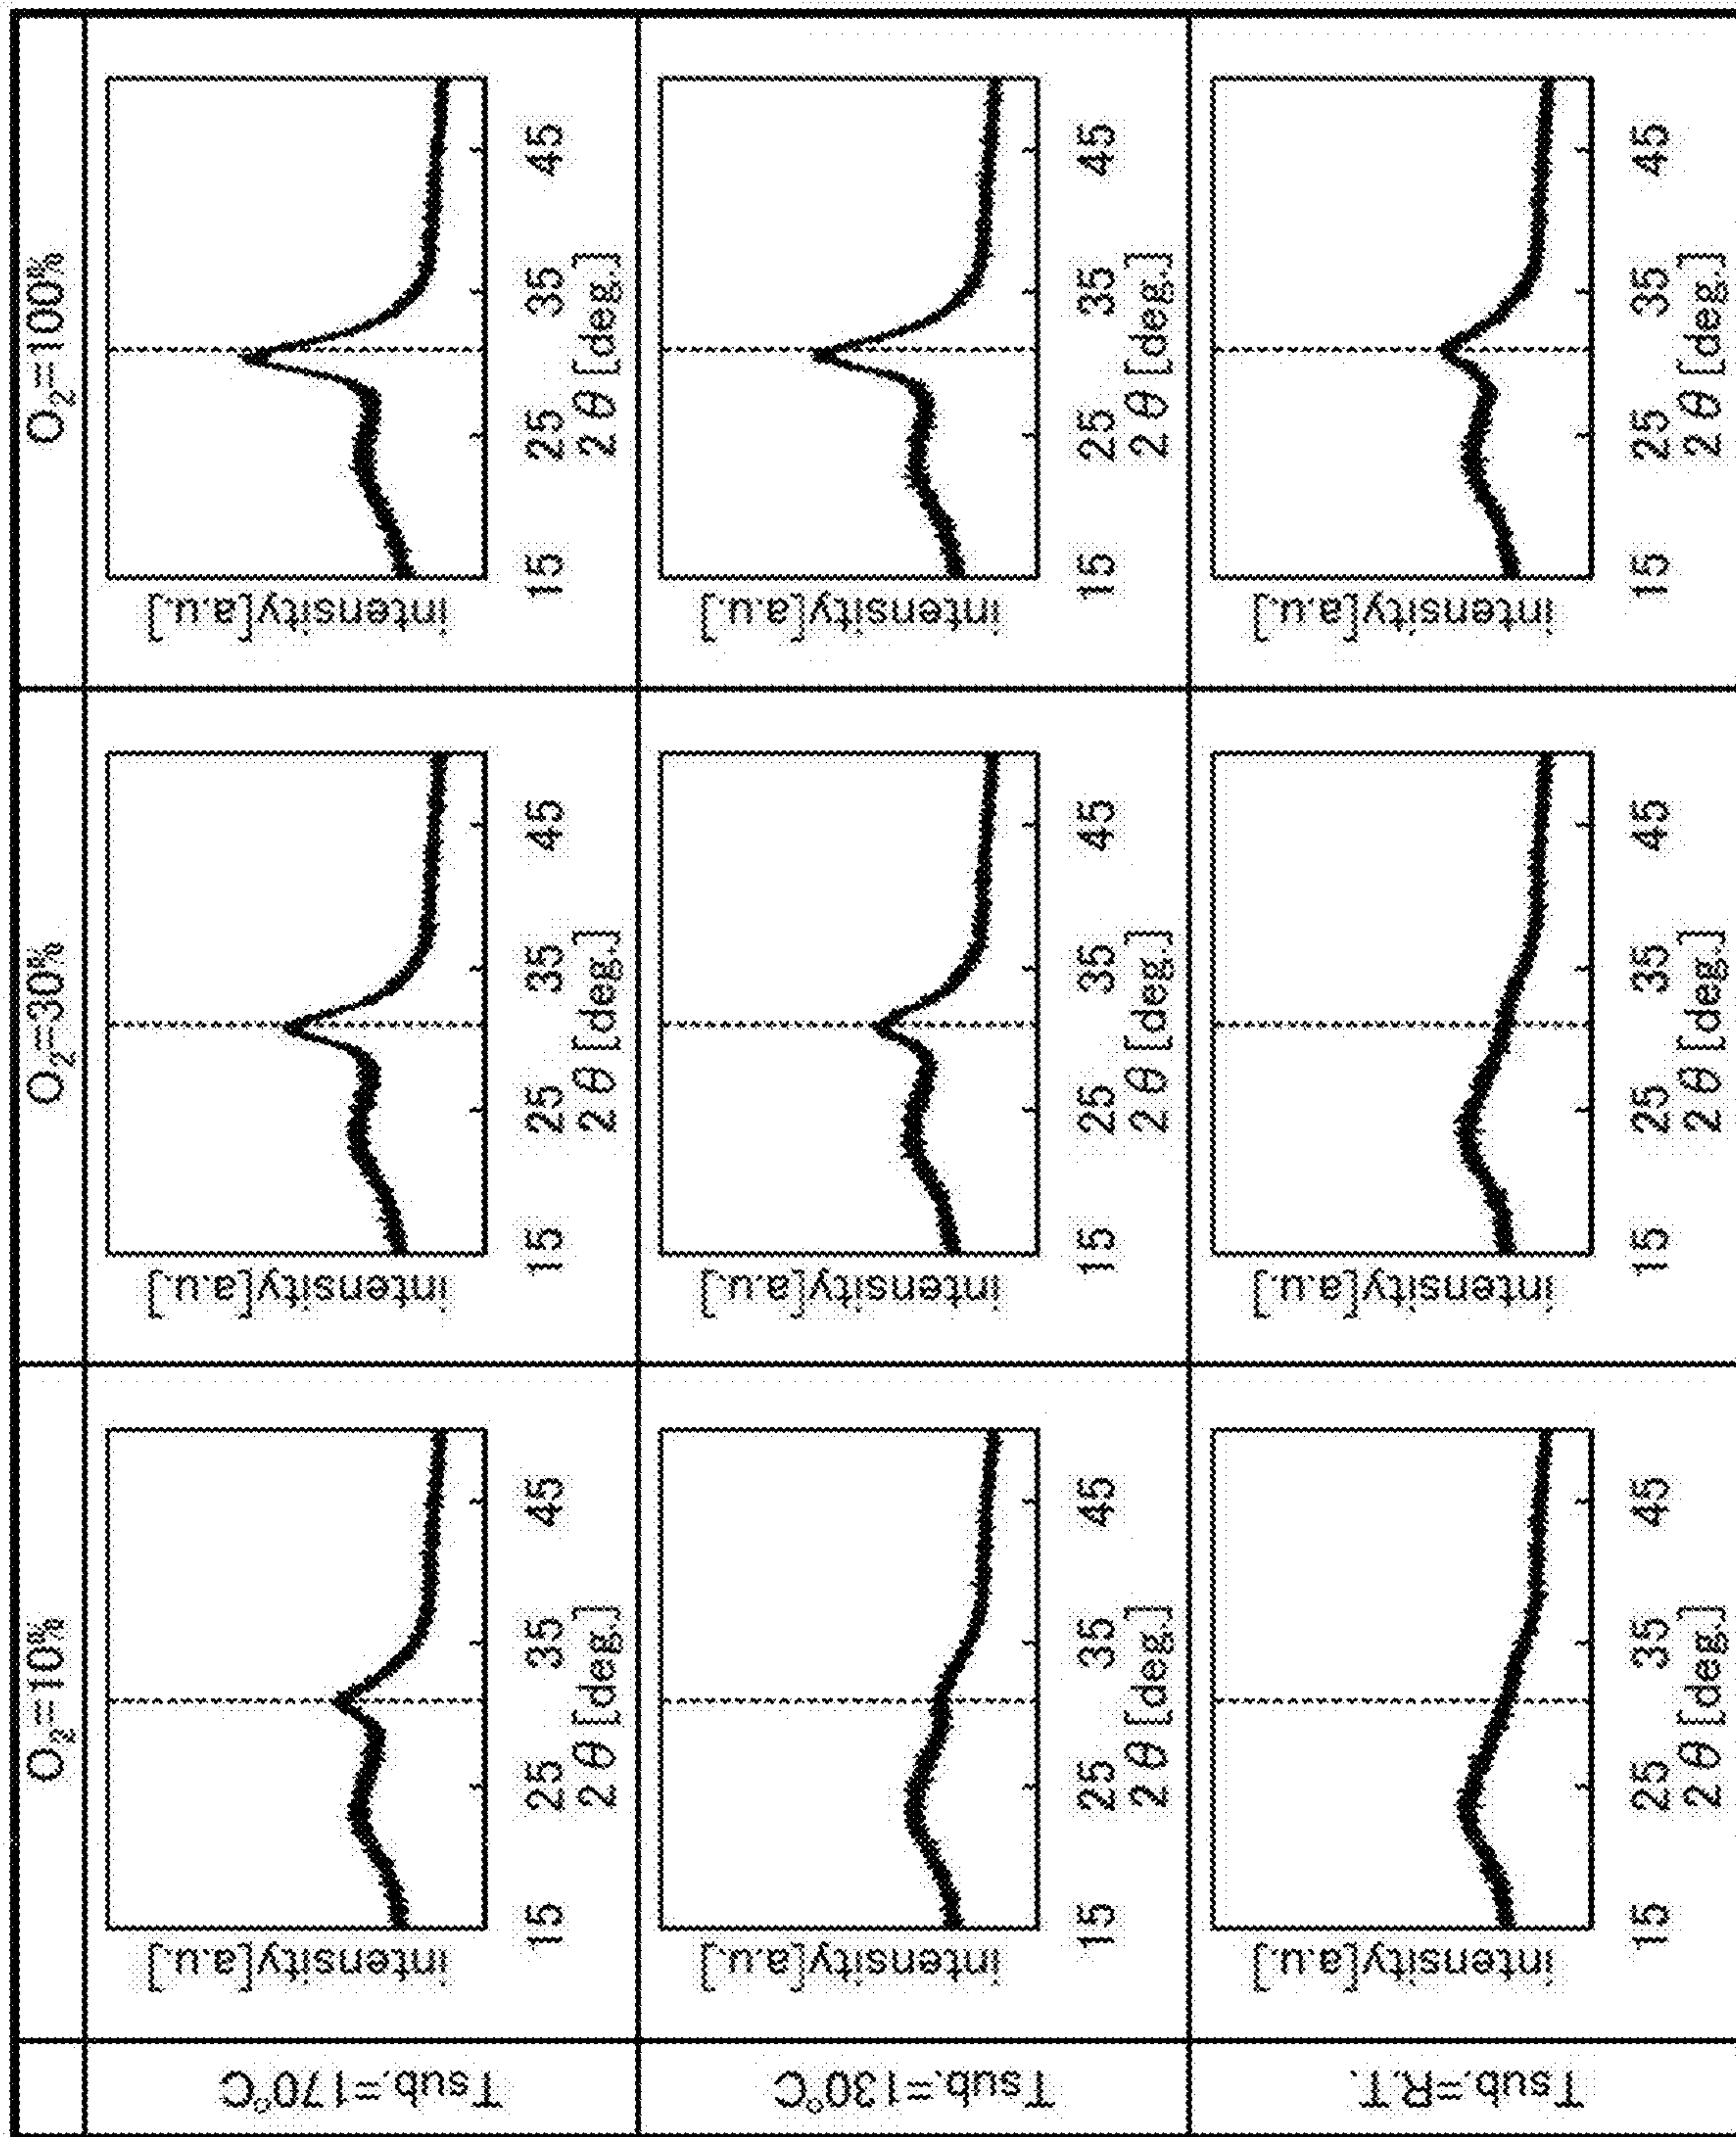 O2=10%
O2=30%
O2=100%
Tsub.=170°C
intensity[a.u.]
15 25 35 45
2θ [deg.]
intensity[a.u.]
15 25 35 45
2θ [deg.]
intensity[a.u.]
15 25 35 45
2θ [deg.]
Tsub.=130°C
intensity[a.u.]
15 25 35 45
2θ [deg.]
intensity[a.u.]
15 25 35 45
2θ [deg.]
intensity[a.u.]
15 25 35 45
2θ [deg.]
Tsub.=R.T.
intensity[a.u.]
15 25 35 45
2θ [deg.]
intensity[a.u.]
15 25 35 45
2θ [deg.]
intensity[a.u.]
15 25 35 45
2θ [deg.]